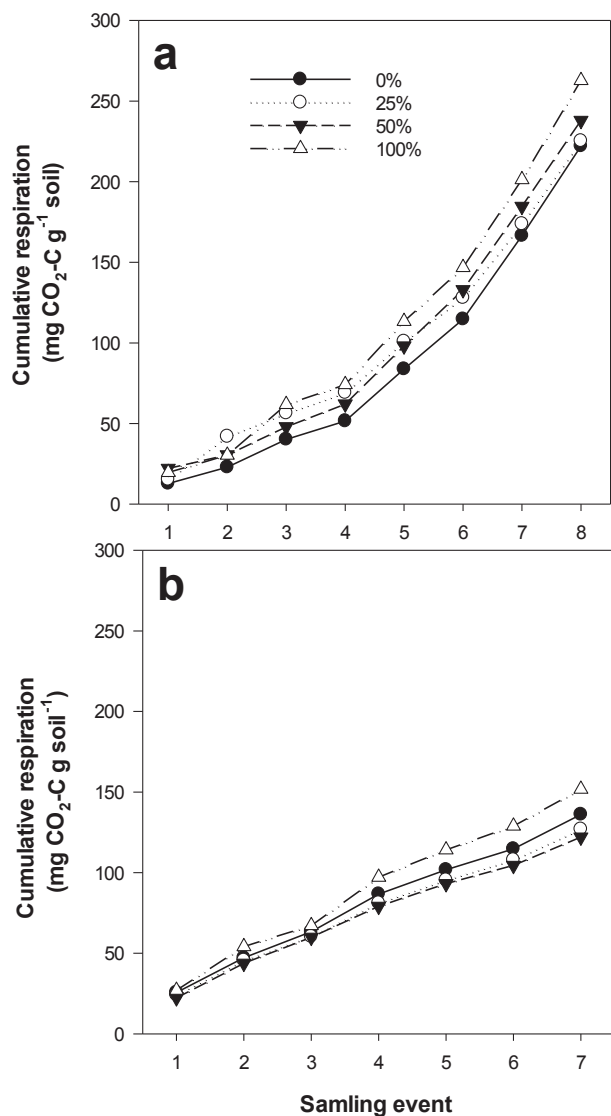 a
0%
25%
50%
100%
300
250
200
150
100
50
0
Cumulative respiration
(mg CO₂-C g⁻¹ soil)
1 2 3 4 5 6 7 8
b
300
250
200
150
100
50
0
Cumulative respiration
(mg CO₂-C g soil⁻¹)
1 2 3 4 5 6 7
Samling event